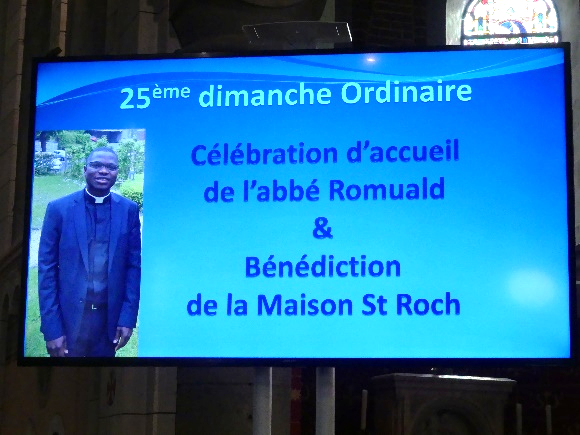 25ème dimanche Ordinaire
Célébration d'accueil
de l'abbé Romuald
&
Bénédiction
de la Maison St Roch